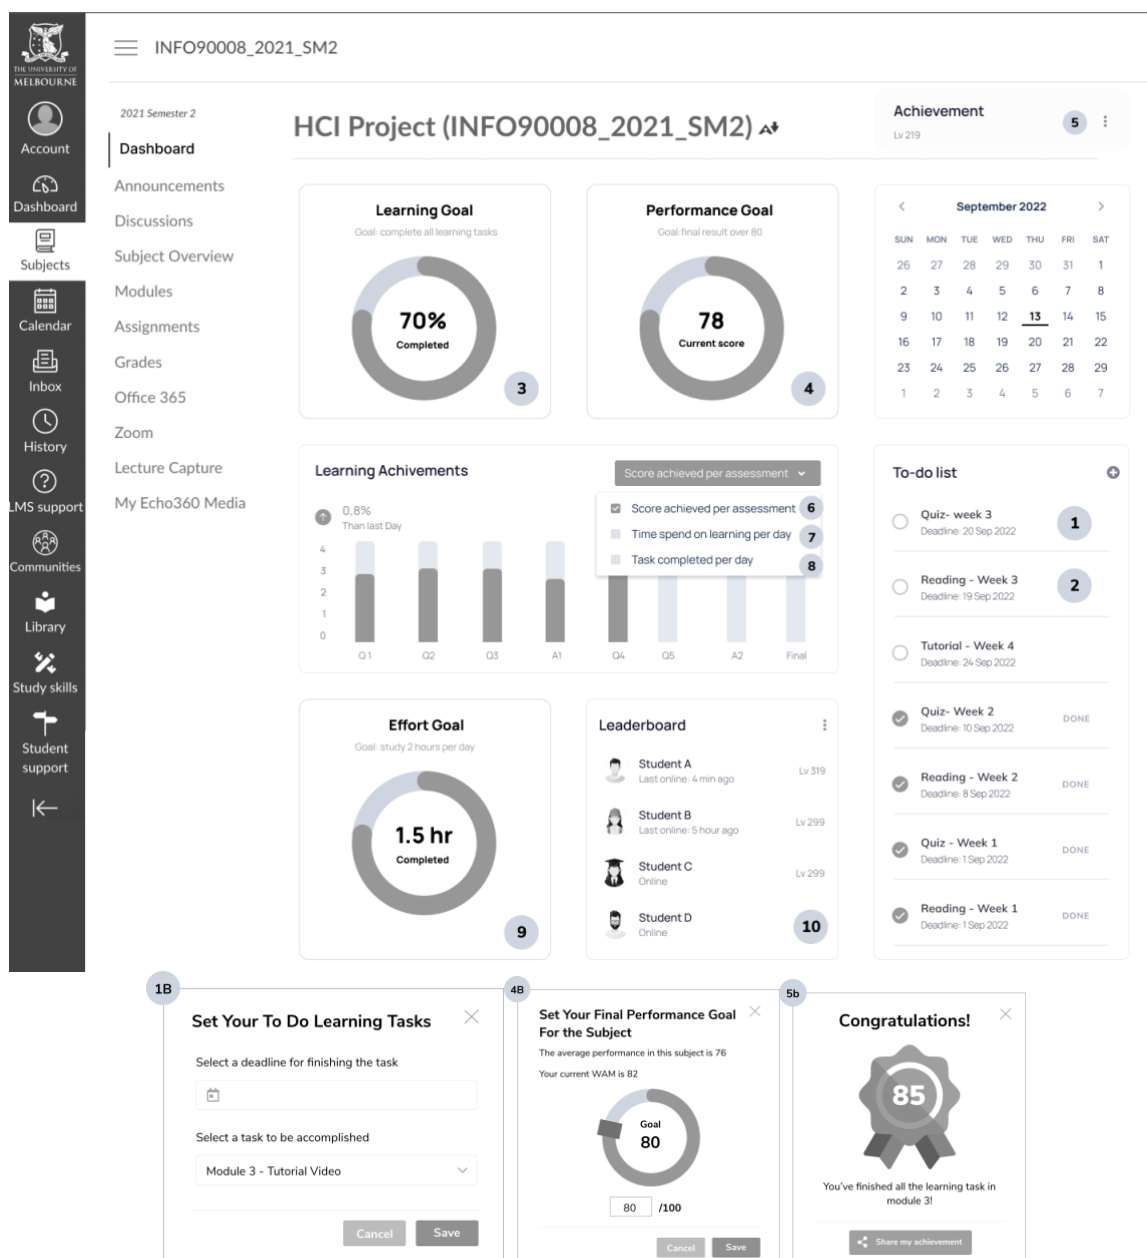 THE UNIVERSITY OF
MELBOURNE
Account
Dashboard
Subjects
Calendar
Inbox
History
LMS support
Communities
Library
Study skills
Student
support
INFO90008_2021_SM2
2021 Semester 2
Dashboard
Announcements
Discussions
Subject Overview
Modules
Assignments
Grades
Office 365
Zoom
Lecture Capture
My Echo360 Media
HCI Project (INFO90008_2021_SM2)
Achievement
Lv 219
5
Learning Goal
Goal: complete all learning tasks
70%
Completed
3
Performance Goal
Goal:final result over 80
78
Current score
4
September 2022
SUN MON TUE WED THU FRI SAT
26 27 28 29 30 31 1
2 3 4 5 6 7 8
9 10 11 12 13 14 15
16 17 18 19 20 21 22
23 24 25 26 27 28 29
1 2 3 4 5 6 7
Learning Achivements
Score achieved per assessment
0,8%
Than last Day
Score achieved per assessment 6
Time spend on learning per day 7
Task completed per day 8
4
3
2
1
0
Q1 Q2 Q3 A1 Q4 Q5 A2 Final
To-do list
Quiz- week 3
Deadline: 20 Sep 2022
1
Reading - Week 3
Deadline: 19 Sep 2022
2
Tutorial - Week 4
Deadline: 24 Sep 2022
Quiz- Week 2
Deadline: 10 Sep 2022
DONE
Reading - Week 2
Deadline: 8 Sep 2022
DONE
Quiz - Week 1
Deadline: 1 Sep 2022
DONE
Reading - Week 1
Deadline: 1 Sep 2022
DONE
Effort Goal
Goal: study 2 hours per day
1.5 hr
Completed
9
Leaderboard
Student A
Last online: 4 min ago
Lv 319
Student B
Last online: 5 hour ago
Lv 299
Student C
Online
Lv 299
Student D
Online
10
1B
Set Your To Do Learning Tasks
Select a deadline for finishing the task
Select a task to be accomplished
Module 3 - Tutorial Video
Cancel Save
4B
Set Your Final Performance Goal
For the Subject
The average performance in this subject is 76
Your current WAM is 82
Goal
80
80 /100
Cancel Save
5b
Congratulations!
85
You've finished all the learning task in
module 3!
Share my achievement